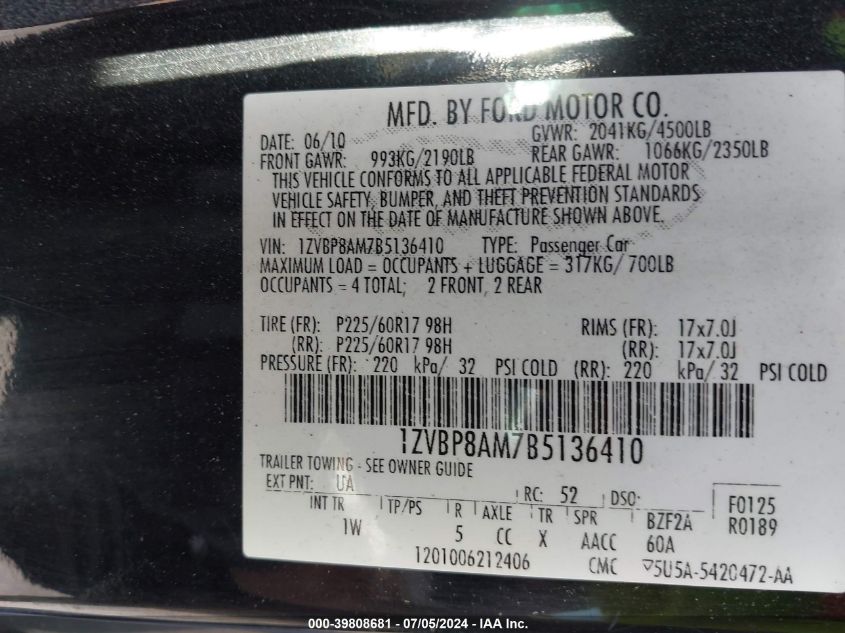 MFD. BY FORD MOTOR CO.
DATE: 06/10 GVWR: 2041KG/4500LB
FRONT GAWR: 993KG/2190LB REAR GAWR: 1066KG/2350LB
THIS VEHICLE CONFORMS TO ALL APPLICABLE FEDERAL MOTOR
VEHICLE SAFETY, BUMPER, AND THEFT PREVENTION STANDARDS
IN EFFECT ON THE DATE OF MANUFACTURE SHOWN ABOVE.
VIN: 1ZVBP8AM7B5136410 TYPE: Passenger Car
MAXIMUM LOAD = OCCUPANTS + LUGGAGE = 317KG/ 700LB
OCCUPANTS = 4 TOTAL; 2 FRONT, 2 REAR
TIRE (FR): P225/60R17 98H RIMS (FR): 17x7.0J
(RR): P225/60R17 98H (RR): 17x7.0J
PRESSURE (FR): 220 kPa/ 32 PSI COLD (RR): 220 kPa/ 32 PSI COLD
1ZVBP8AM7B5136410
TRAILER TOWING - SEE OWNER GUIDE
EXT PNT: UA RC: 52 DSO: F0125
INT TR TP/PS R AXLE TR SPR BZF2A R0189
1W 5 CC X AACC 60A
1201006212406 CMC 5U5A-5420472-AA
000-39808681 / 07/05/2024 - IAA Inc.